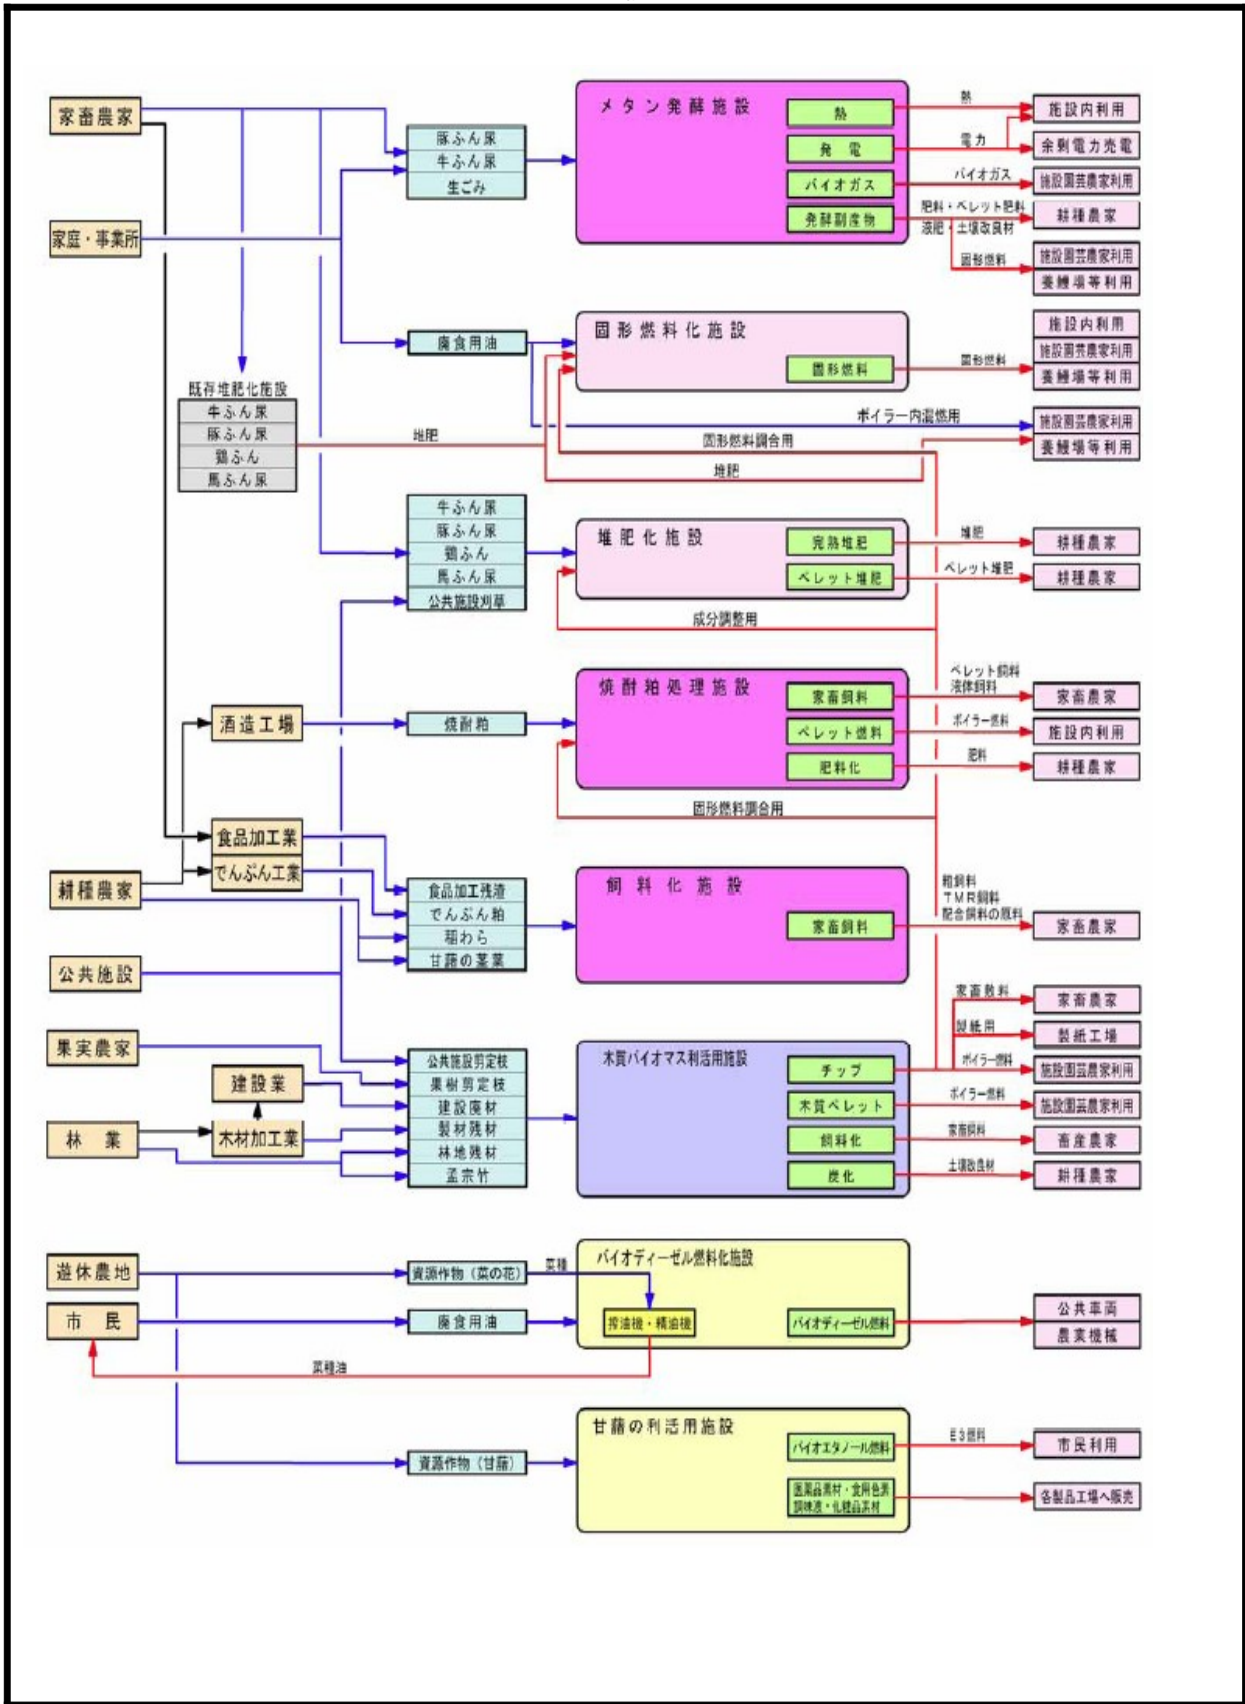 家畜農家
家庭・事業所
既存堆肥化施設
牛ふん尿
豚ふん尿
鶏ふん
馬ふん尿
豚ふん尿
牛ふん尿
生ごみ
メタン発酵施設
熱
発電
バイオガス
発酵副産物
熱
電力
バイオガス
肥料・ペレット肥料
液肥・土壌改良材
固形燃料
施設内利用
余剰電力売電
施設園芸農家利用
耕種農家
施設園芸農家利用
養鰻場等利用
廃食用油
固形燃料化施設
固形燃料
固形燃料
施設内利用
施設園芸農家利用
養鰻場等利用
ボイラー内混燃用
施設園芸農家利用
養鰻場等利用
堆肥
固形燃料調合用
堆肥
牛ふん尿
豚ふん尿
鶏ふん
馬ふん尿
公共施設刈草
堆肥化施設
完熟堆肥
ペレット堆肥
堆肥
ペレット堆肥
耕種農家
耕種農家
成分調整用
酒造工場
焼酎粕
焼酎粕処理施設
家畜飼料
ペレット燃料
肥料化
ペレット飼料
液体飼料
ボイラー燃料
肥料
家畜農家
施設内利用
耕種農家
固形燃料調合用
食品加工業
でんぷん工業
耕種農家
公共施設
食品加工残渣
でんぷん粕
稲わら
甘藷の茎葉
飼料化施設
家畜飼料
粗飼料
TMR飼料
配合飼料の原料
家畜農家
果実農家
建設業
林業
木材加工業
公共施設剪定枝
果樹剪定枝
建設廃材
製材残材
林地残材
孟宗竹
木質バイオマス利活用施設
チップ
木質ペレット
飼料化
炭化
家畜敷料
製紙用
ボイラー燃料
ボイラー燃料
家畜飼料
土壌改良材
家畜農家
製紙工場
施設園芸農家利用
施設園芸農家利用
畜産農家
耕種農家
遊休農地
市民
資源作物（菜の花）
廃食用油
菜種
バイオディーゼル燃料化施設
搾油機・精油機
バイオディーゼル燃料
公共車両
農業機械
菜種油
資源作物（甘藷）
甘藷の利活用施設
バイオエタノール燃料
医薬品素材・食用色素
調味液・化粧品素材
E3燃料
市民利用
各製品工場へ販売